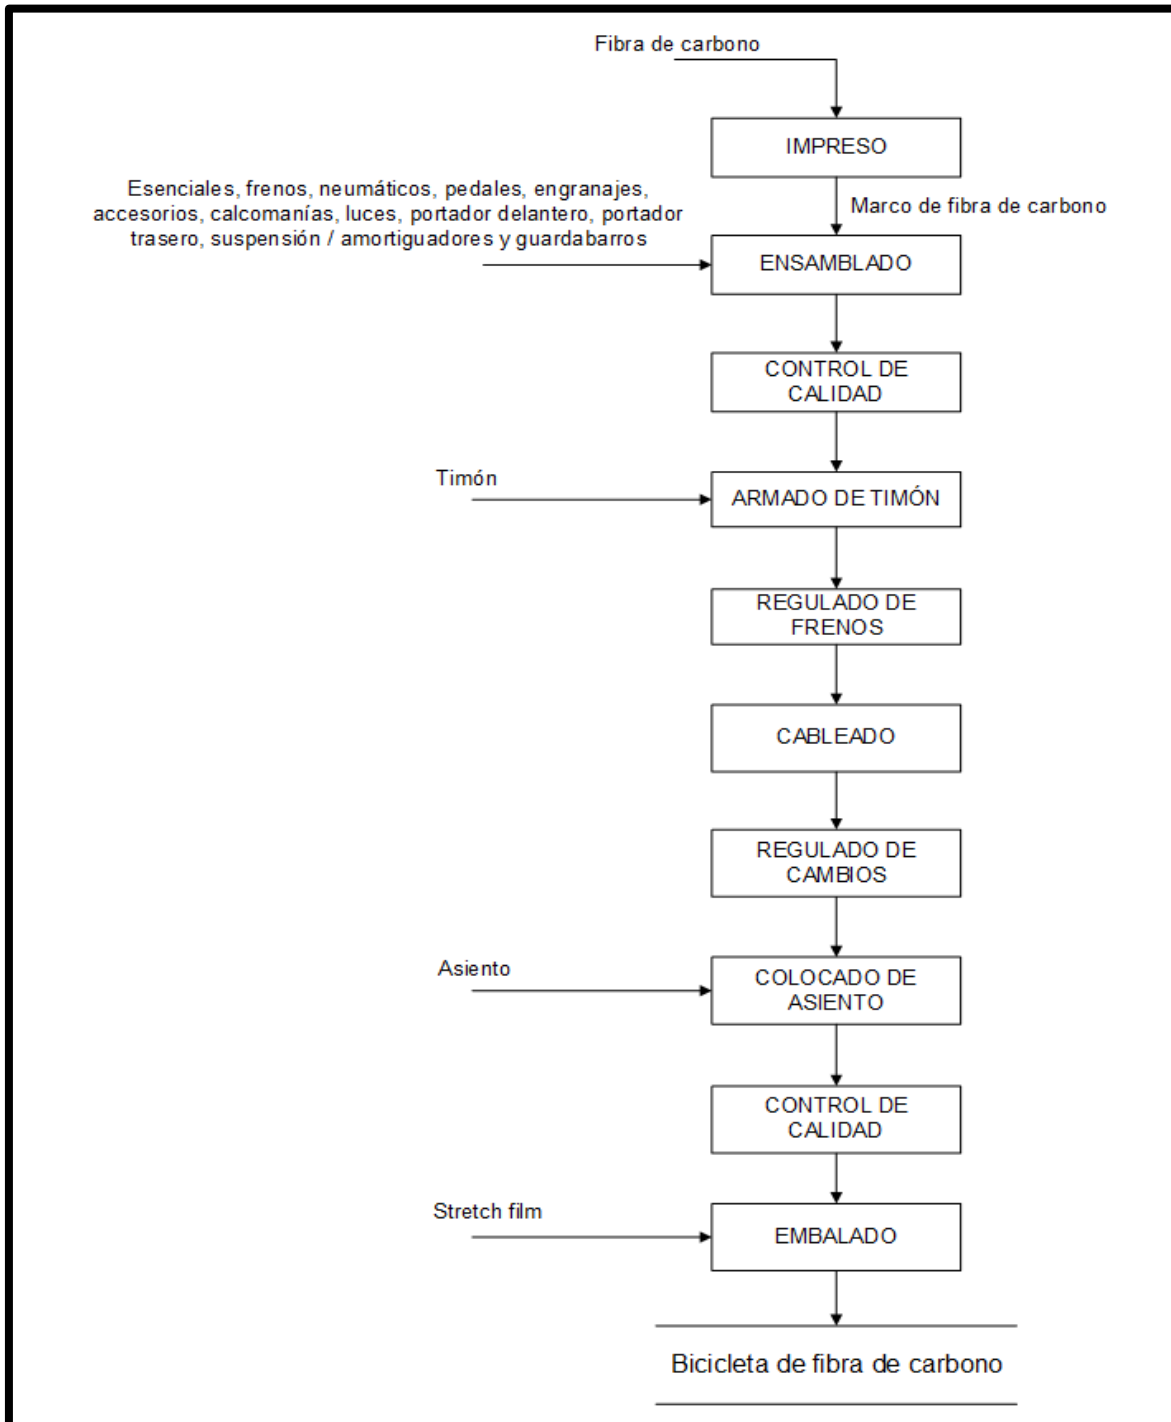 Fibra de carbono
IMPRESO
Marco de fibra de carbono
Esenciales, frenos, neumáticos, pedales, engranajes,
accesorios, calcomanías, luces, portador delantero, portador
trasero, suspensión / amortiguadores y guardabarros
ENSAMBLADO
CONTROL DE
CALIDAD
Timón
ARMADO DE TIMÓN
REGULADO DE
FRENOS
CABLEADO
REGULADO DE
CAMBIOS
Asiento
COLOCADO DE
ASIENTO
CONTROL DE
CALIDAD
Stretch film
EMBALADO
Bicicleta de fibra de carbono